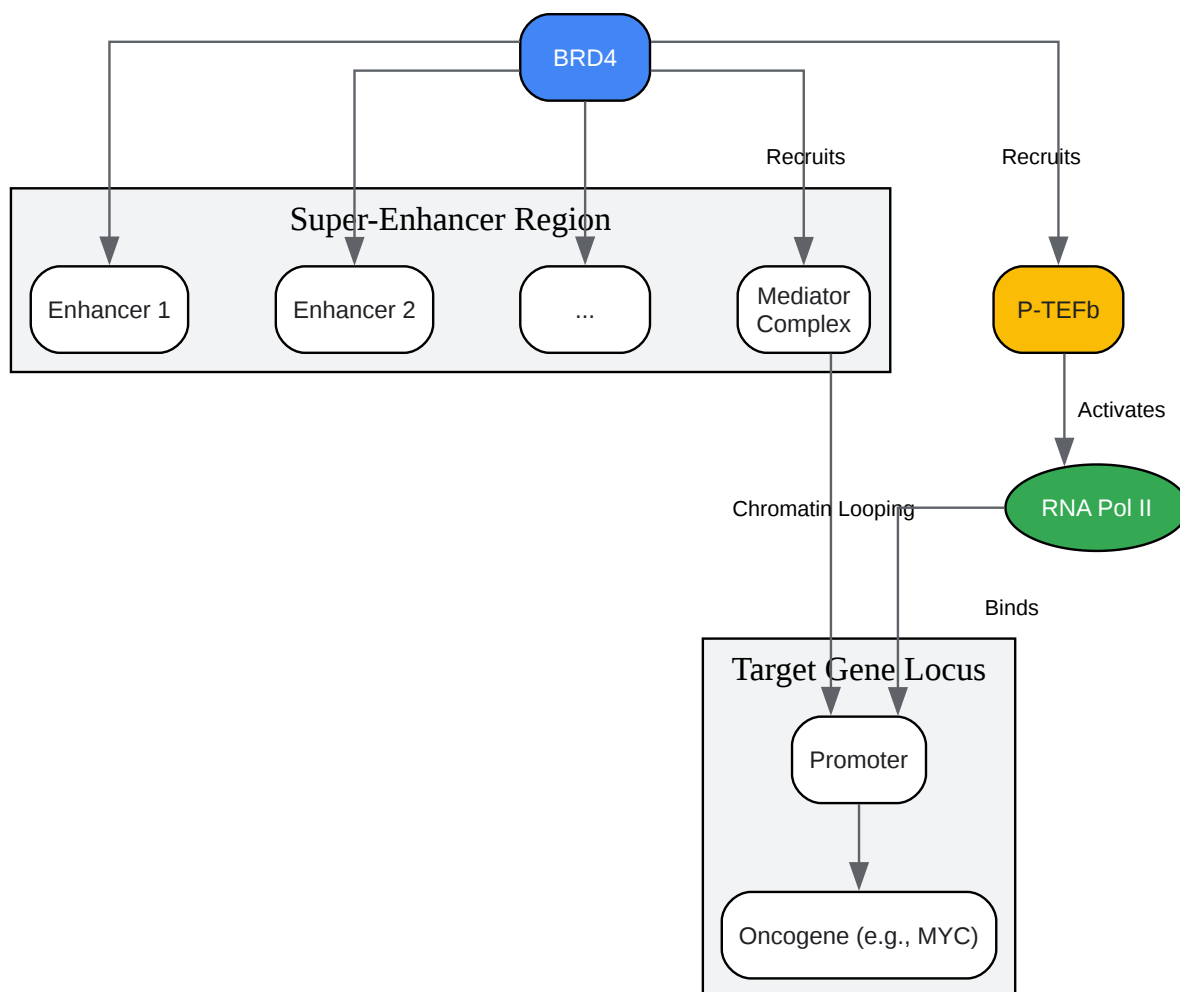 BRD4
Recruits
Recruits
Super-Enhancer Region
Enhancer 1
Enhancer 2
...
Mediator
Complex
P-TEFb
Activates
Chromatin Looping
RNA Pol II
Binds
Target Gene Locus
Promoter
Oncogene (e.g., MYC)